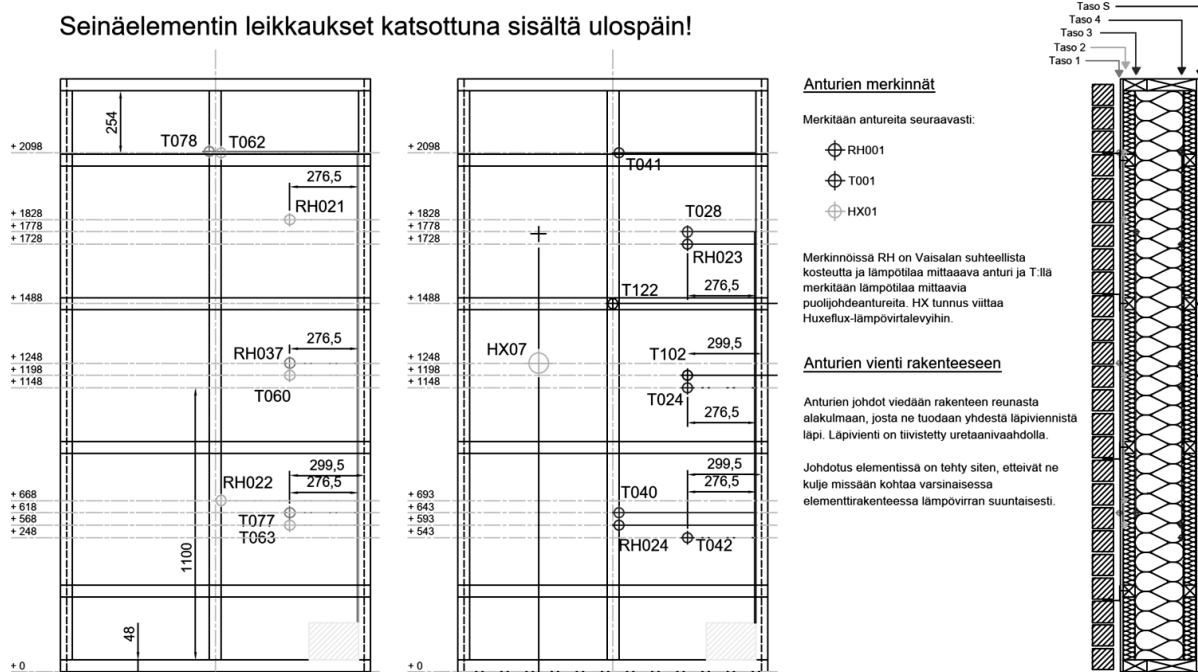 Seinäelementin leikkaukset katsottuna sisältä ulospäin!
254
T078
T062
+ 2098
276,5
RH021
+ 1828
+ 1778
+ 1728
+ 1488
276,5
RH037
+ 1248
+ 1198
+ 1148
T060
299,5
276,5
RH022
+ 668
+ 618
+ 568
+ 248
T077
T063
1100
48
+ 0
+ 2098
T041
T028
+ 1828
+ 1778
+ 1728
RH023
276,5
T122
+ 1488
HX07
299,5
T102
+ 1248
+ 1198
+ 1148
T024
276,5
299,5
276,5
T040
+ 693
+ 643
+ 593
+ 543
RH024
T042
+ 0
Anturien merkinnät
Merkitään antureita seuraavasti:
RH001
T001
HX01
Merkinnöissä RH on Vaisalan suhteellista
kosteutta ja lämpötilaa mittaaava anturi ja T:llä
merkitään lämpötilaa mittaavia
puolijohdeantureita. HX tunnus viittaa
Huxeflux-lämpövirtalevyihin.
Anturien vienti rakenteeseen
Anturien johdot viedään rakenteen reunasta
alakulmaan, josta ne tuodaan yhdestä läpiviennistä
läpi. Läpivienti on tiivistetty uretaanivaahdolla.
Johdotus elementissä on tehty siten, etteivät ne
kulje missään kohtaa varsinaisessa
elementtirakenteessa lämpövirran suuntaisesti.
Taso S
Taso 4
Taso 3
Taso 2
Taso 1